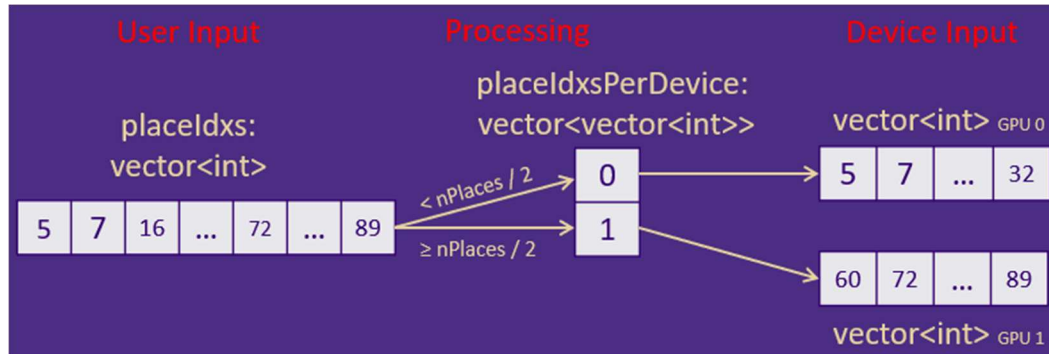 User Input
Processing
Device Input
placeIdxs:
vector<int>
5 7 16 ... 72 ... 89
< nPlaces / 2
≥ nPlaces / 2
placeIdxsPerDevice:
vector<vector<int>>
0
1
vector<int> GPU 0
5 7 ... 32
60 72 ... 89
vector<int> GPU 1